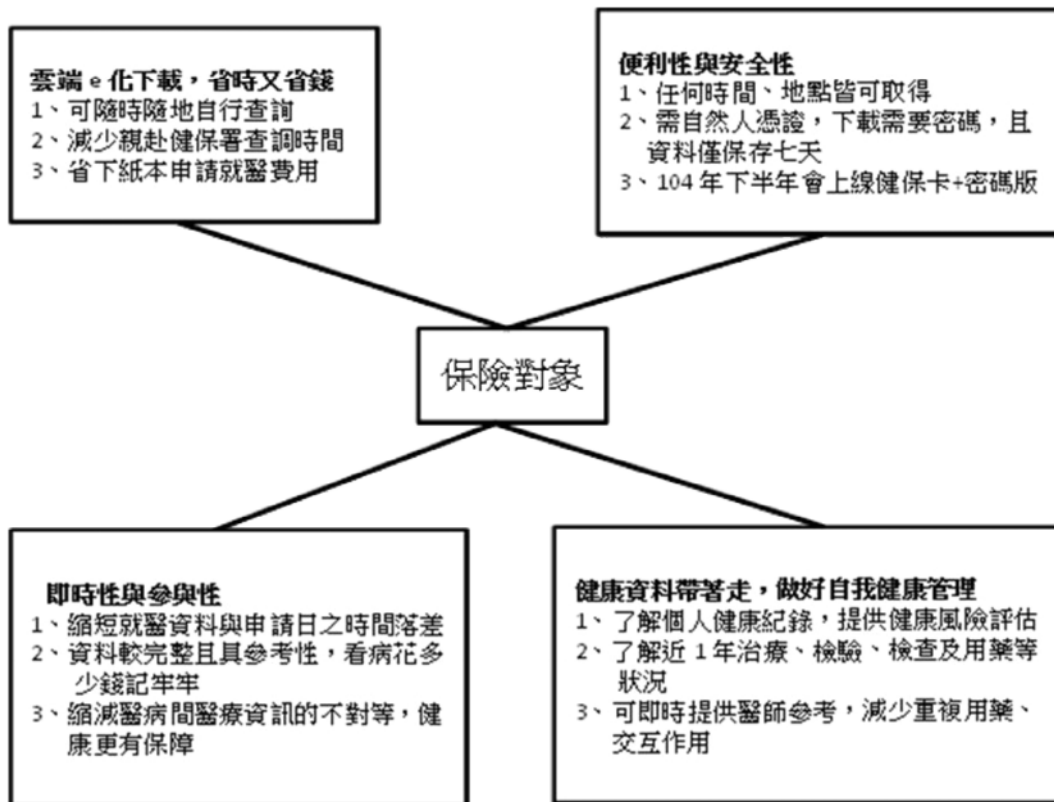 雲端 e 化下載，省時又省錢
1、可隨時隨地自行查詢
2、減少親赴健保署查調時間
3、省下紙本申請就醫費用
便利性與安全性
1、任何時間、地點皆可取得
2、需自然人憑證，下載需要密碼，且
資料僅保存七天
3、104 年下半年會上線健保卡+密碼版
保險對象
即時性與參與性
1、縮短就醫資料與申請日之時間落差
2、資料較完整且具參考性，看病花多
少錢記牢牢
3、縮減醫病間醫療資訊的不對等，健
康更有保障
健康資料帶著走，做好自我健康管理
1、了解個人健康紀錄，提供健康風險評估
2、了解近 1 年治療、檢驗、檢查及用藥等
狀況
3、可即時提供醫師參考，減少重複用藥、
交互作用